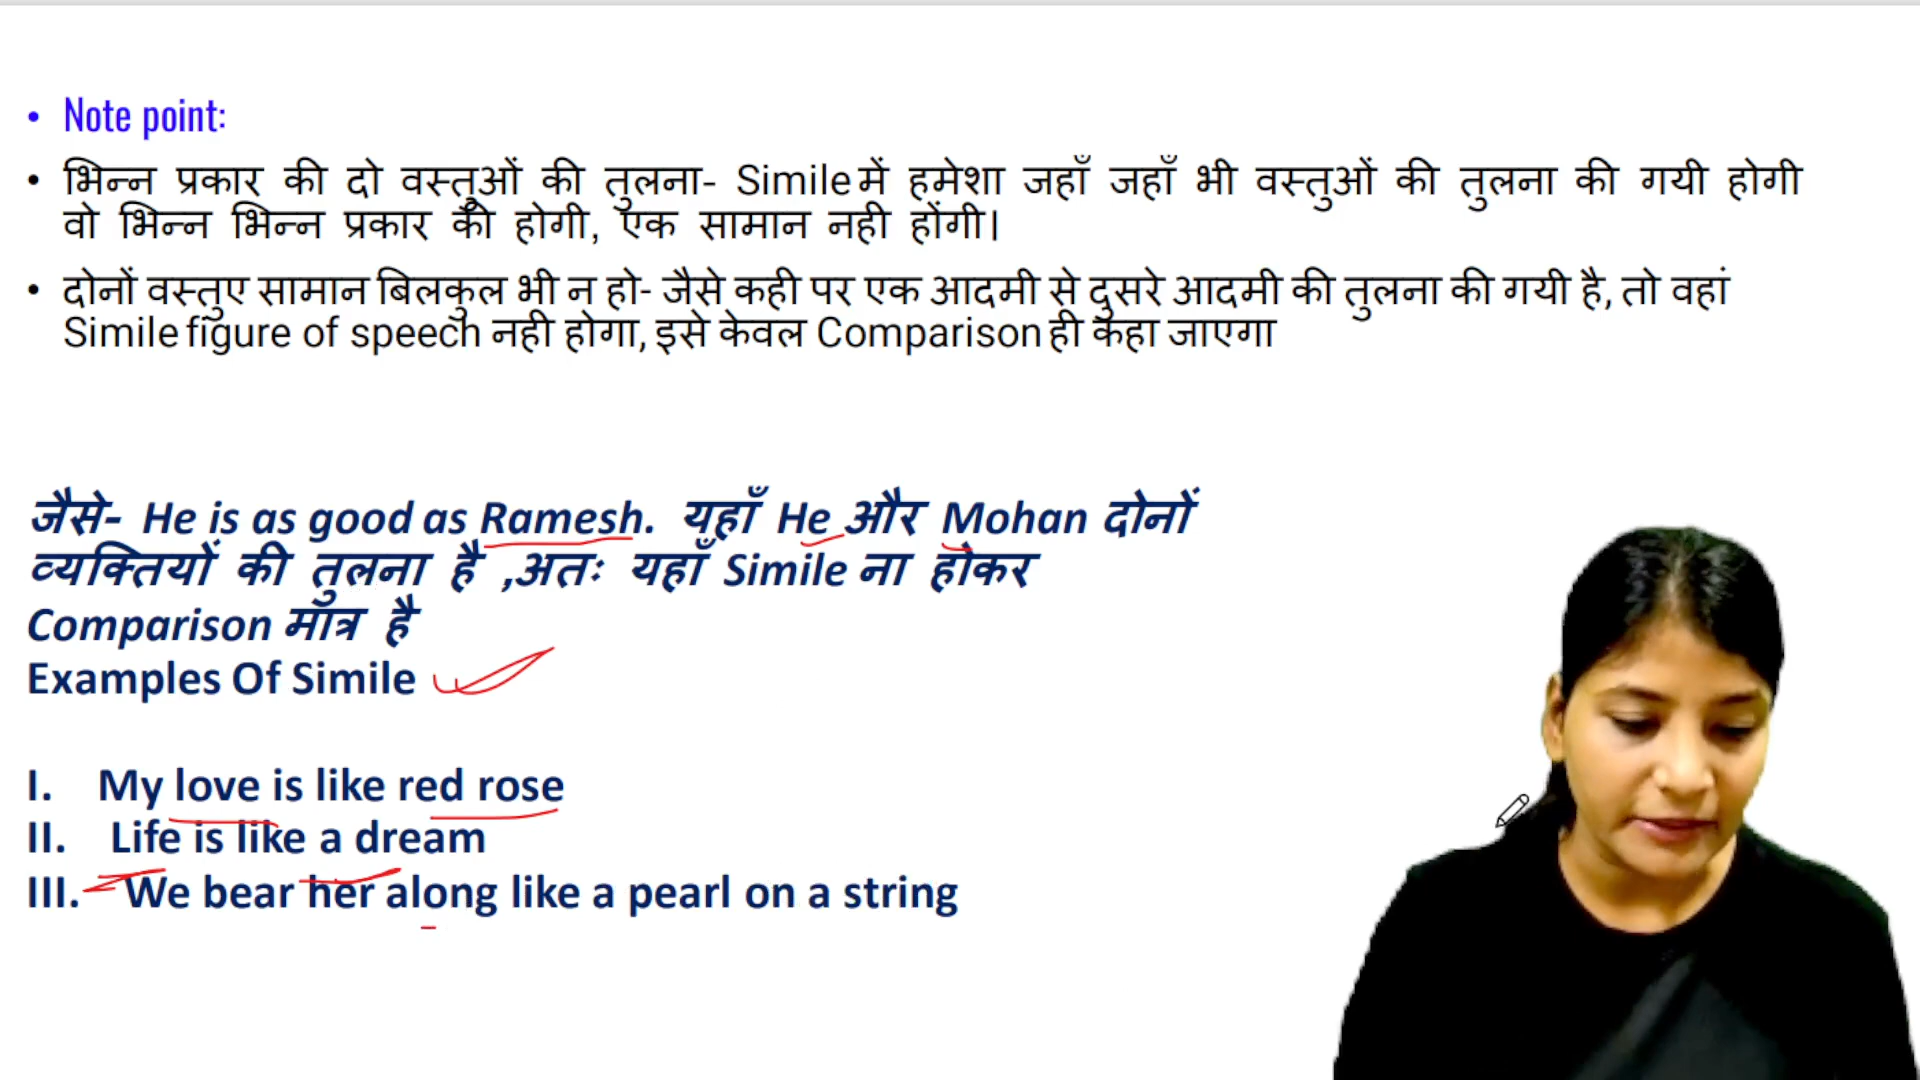 • Note point:
• भिन्न प्रकार की दो वस्तुओं की तुलना- Simile में हमेशा जहाँ जहाँ भी वस्तुओं की तुलना की गयी होगी
वो भिन्न भिन्न प्रकार की होगी, एक सामान नही होंगी।
• दोनों वस्तुए सामान बिलकुल भी न हो- जैसे कही पर एक आदमी से दुसरे आदमी की तुलना की गयी है, तो वहां
Simile figure of speech नही होगा, इसे केवल Comparison ही कहा जाएगा
जैसे- He is as good as Ramesh. यहाँ He और Mohan दोनों
व्यक्तियों की तुलना है ,अतः यहाँ Simile ना होकर
Comparison मात्र है
Examples Of Simile
I. My love is like red rose
II. Life is like a dream
III. We bear her along like a pearl on a string